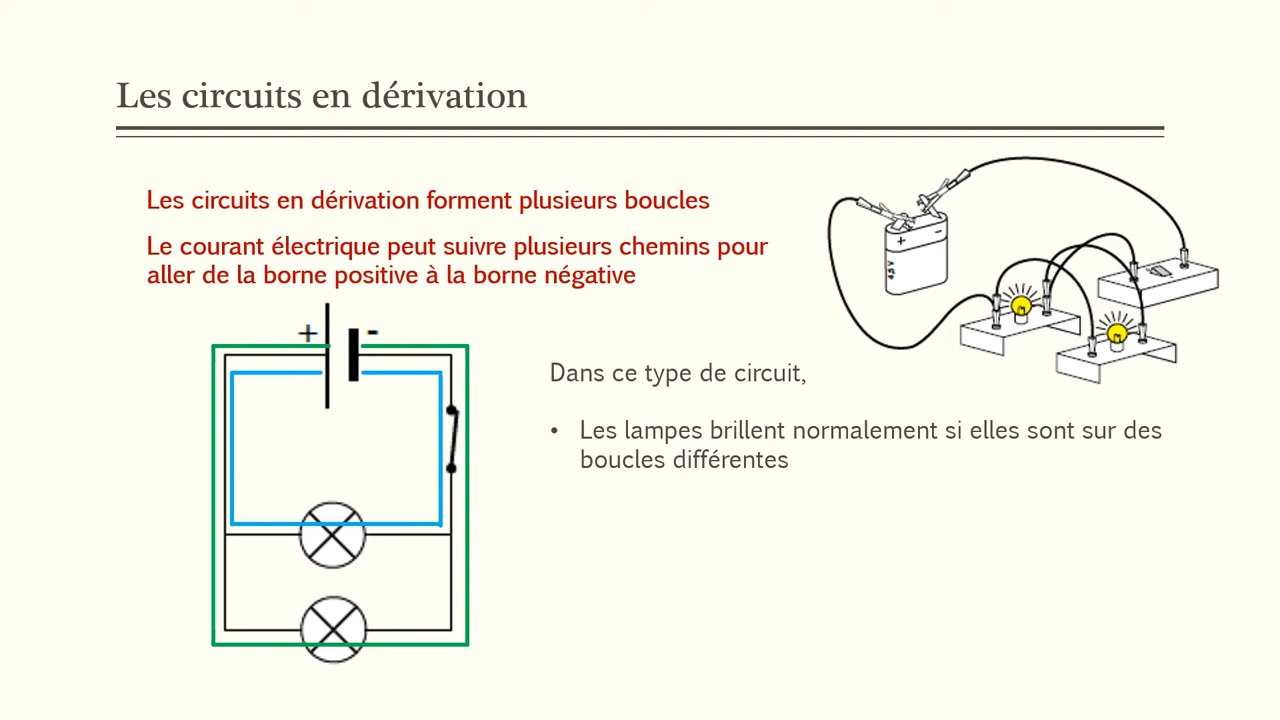 Les circuits en dérivation
Les circuits en dérivation forment plusieurs boucles
Le courant électrique peut suivre plusieurs chemins pour
aller de la borne positive à la borne négative
+ -
+ -
4,5 V
Dans ce type de circuit,
• Les lampes brillent normalement si elles sont sur des
boucles différentes